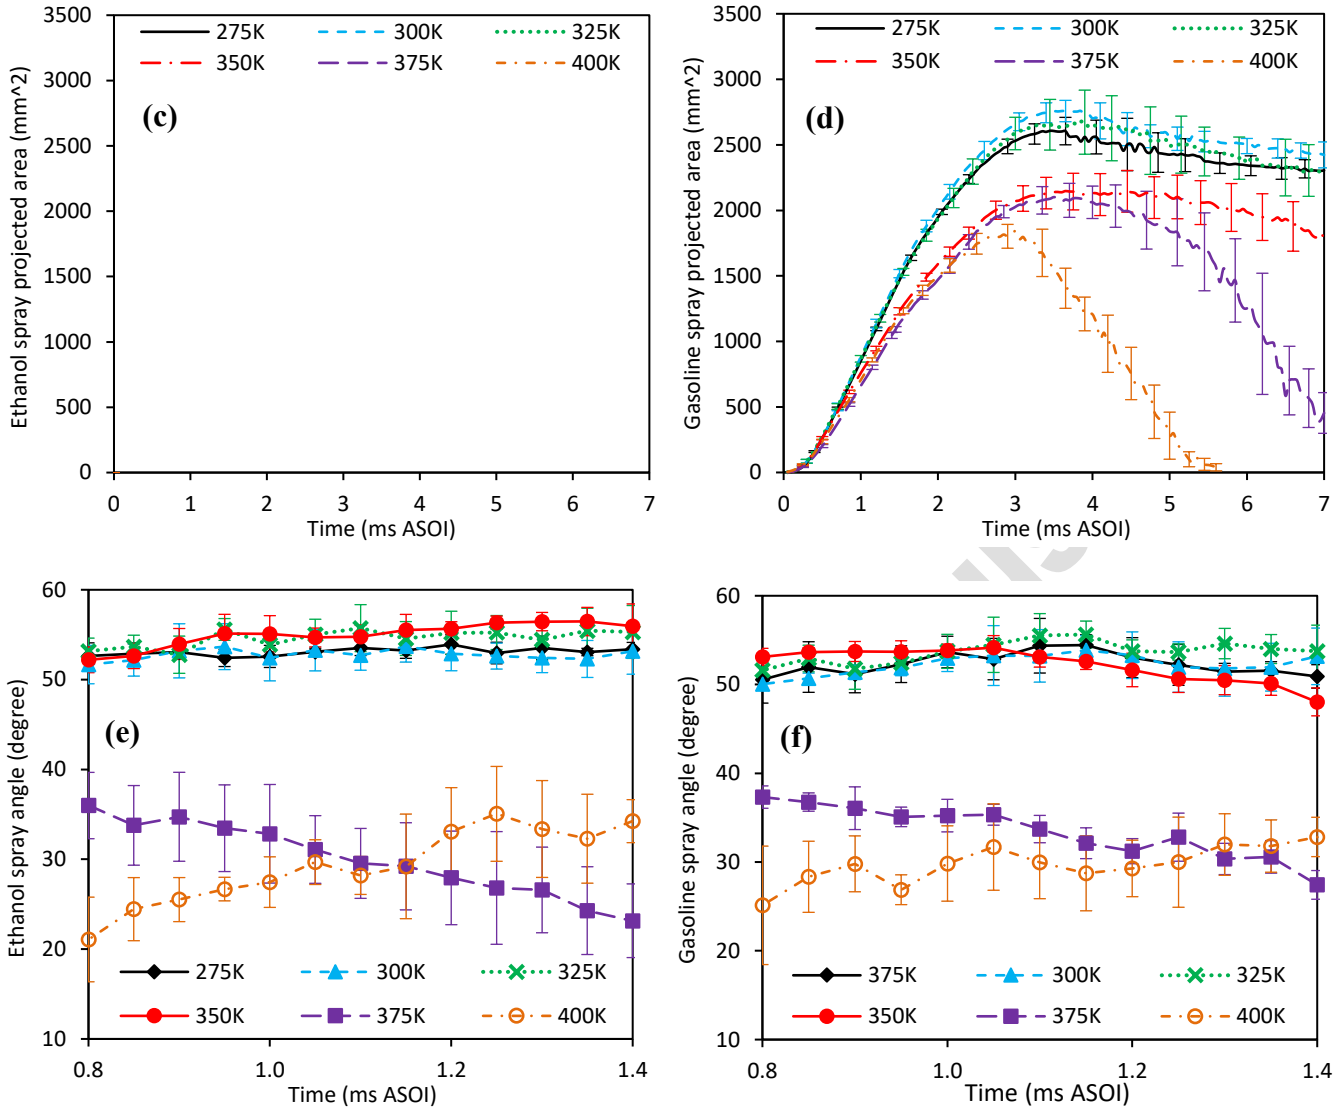 3500
3000
2500
2000
1500
1000
500
0
0 1 2 3 4 5 6 7
Time (ms ASOI)
Ethanol spray projected area (mm^2)
275K 300K 325K
350K 375K 400K
(c)
3500
3000
2500
2000
1500
1000
500
0
0 1 2 3 4 5 6 7
Time (ms ASOI)
Gasoline spray projected area (mm^2)
275K 300K 325K
350K 375K 400K
(d)
60
50
40
30
20
10
0.8 1.0 1.2 1.4
Time (ms ASOI)
Ethanol spray angle (degree)
(e)
275K 300K 325K
350K 375K 400K
60
50
40
30
20
10
0.8 1.0 1.2 1.4
Time (ms ASOI)
Gasoline spray angle (degree)
(f)
375K 300K 325K
350K 375K 400K